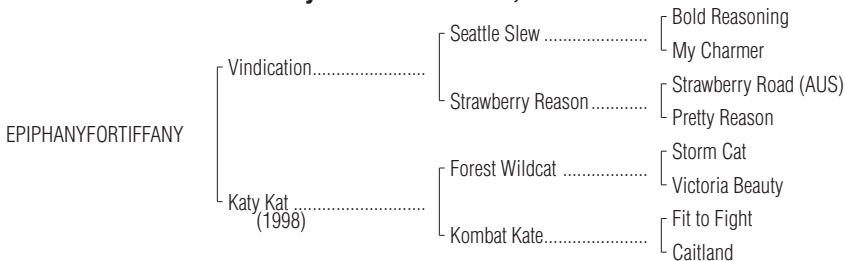 Bold Reasoning
Seattle Slew ............................
My Charmer
Vindication........................
Strawberry Road (AUS)
Strawberry Reason ............
Pretty Reason
EPIPHANYFORTIFFANY
Storm Cat
Forest Wildcat ..................
Victoria Beauty
Katy Kat ............................
(1998)
Fit to Fight
Kombat Kate......................
Caitland